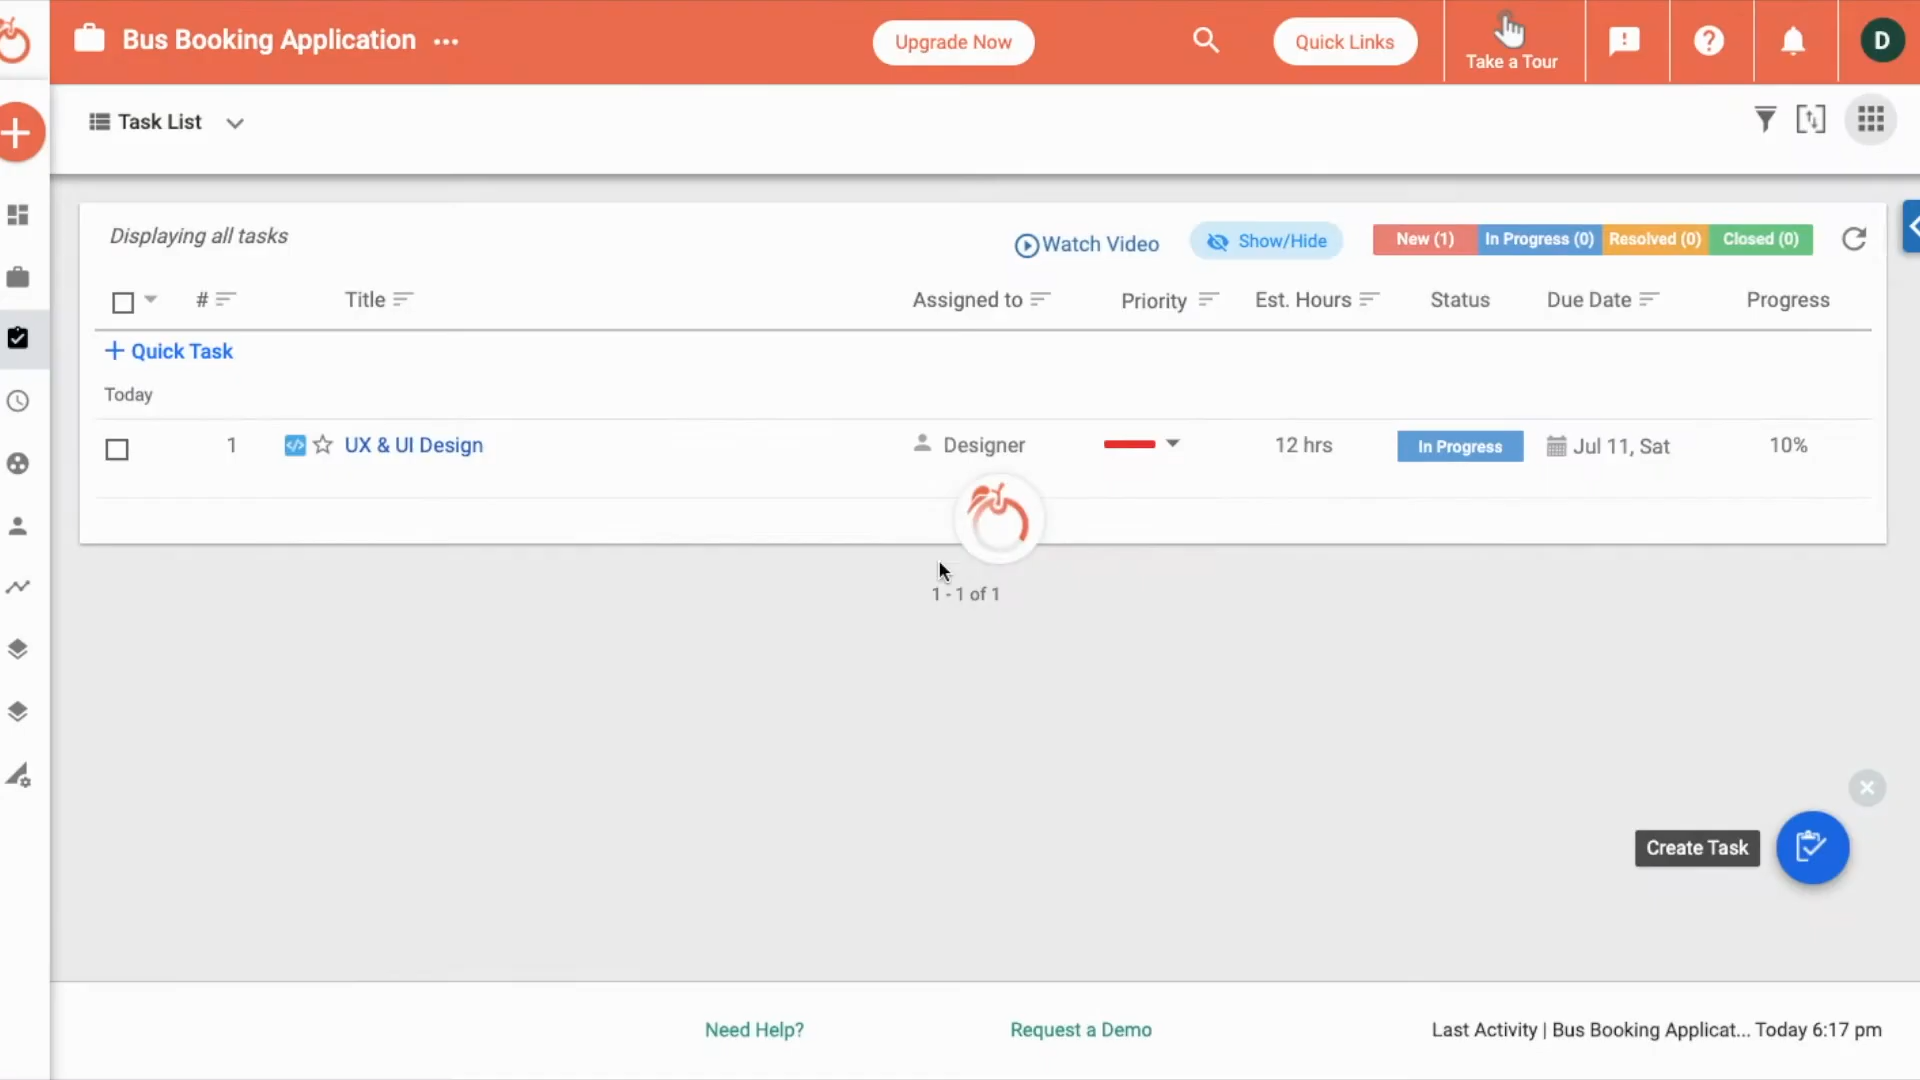 Bus Booking Application ...
Upgrade Now
Quick Links
Take a Tour
D
Task List
Displaying all tasks
Watch Video
Show/Hide
New (1) In Progress (0) Resolved (0) Closed (0)
# Title Assigned to Priority Est. Hours Status Due Date Progress
+ Quick Task
Today
1 UX & UI Design Designer 12 hrs In Progress Jul 11, Sat 10%
1 - 1 of 1
Create Task
Need Help? Request a Demo Last Activity | Bus Booking Applicat... Today 6:17 pm